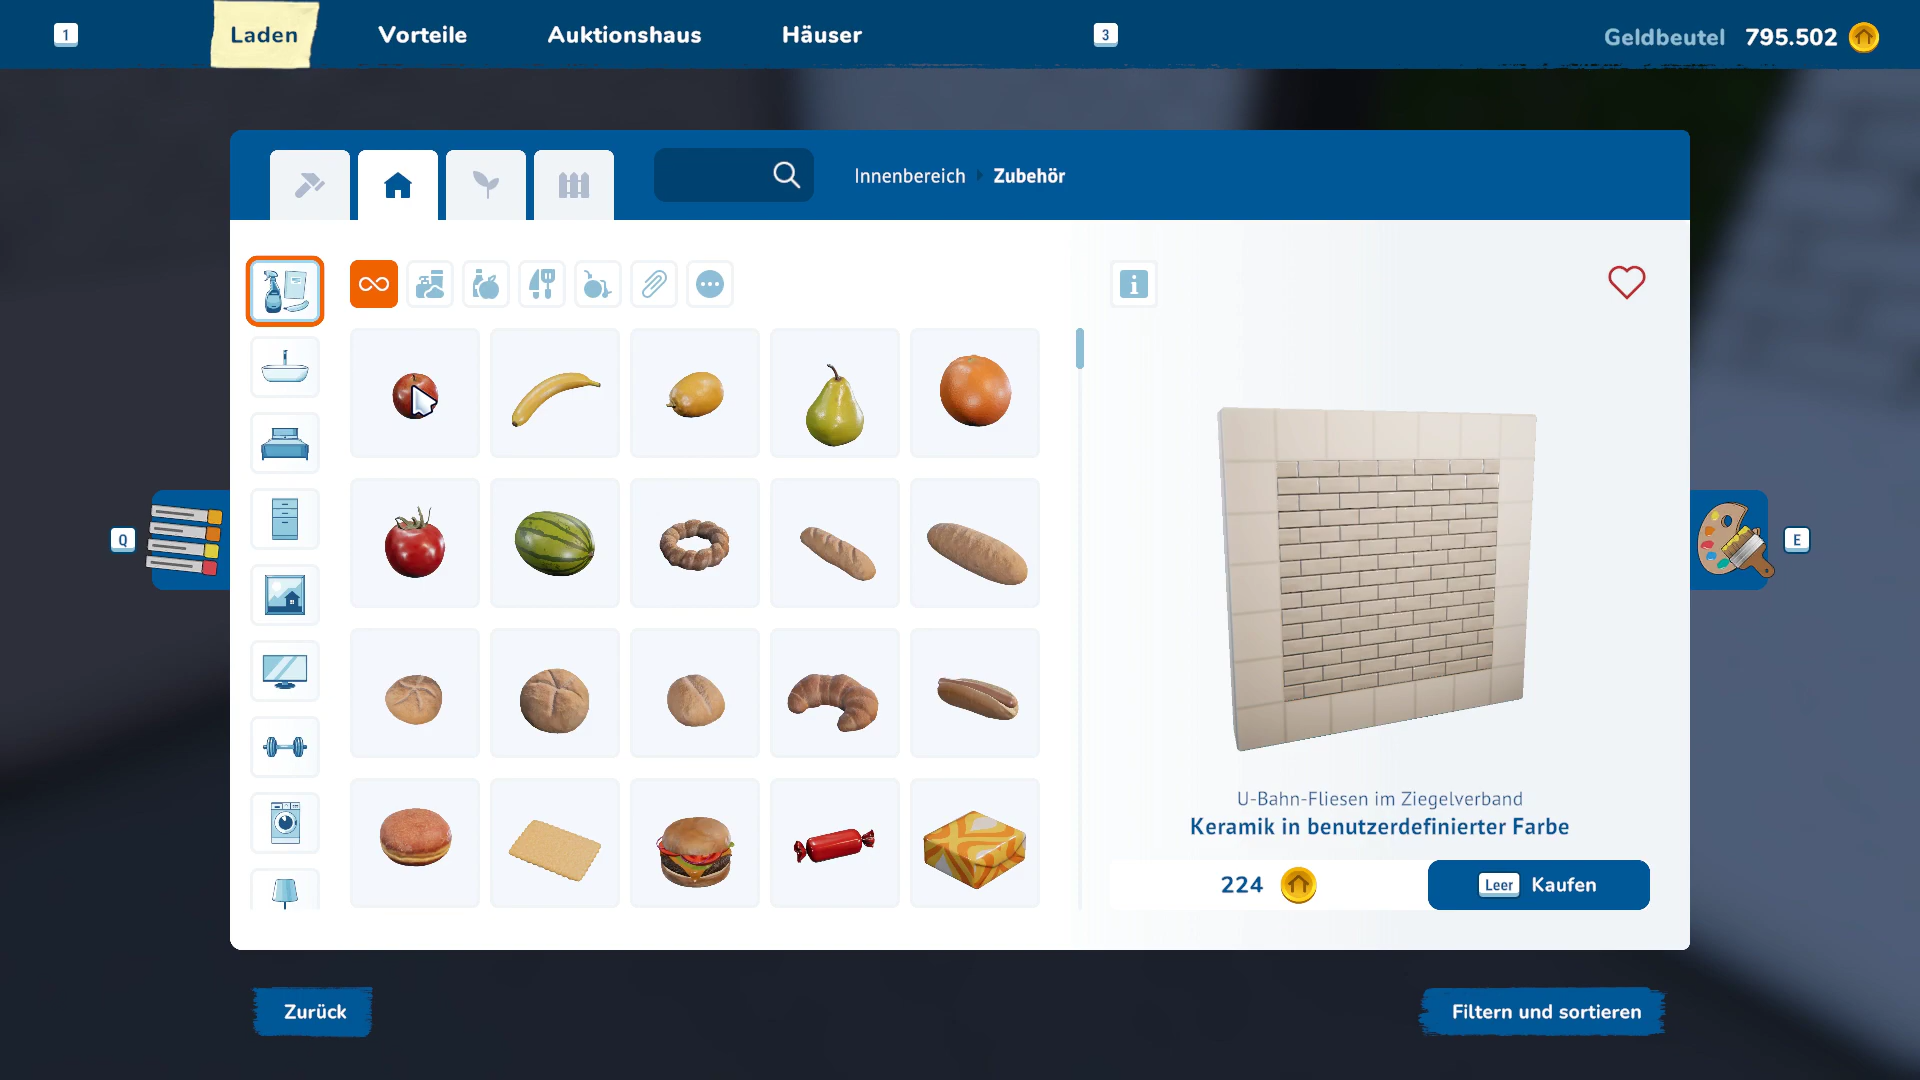 1
Laden
Vorteile
Auktionshaus
Häuser
3
Geldbeutel 795.502
Innenbereich
Zubehör
Q
E
U-Bahn-Fliesen im Ziegelverband
Keramik in benutzerdefinierter Farbe
224
Leer Kaufen
Zurück
Filtern und sortieren